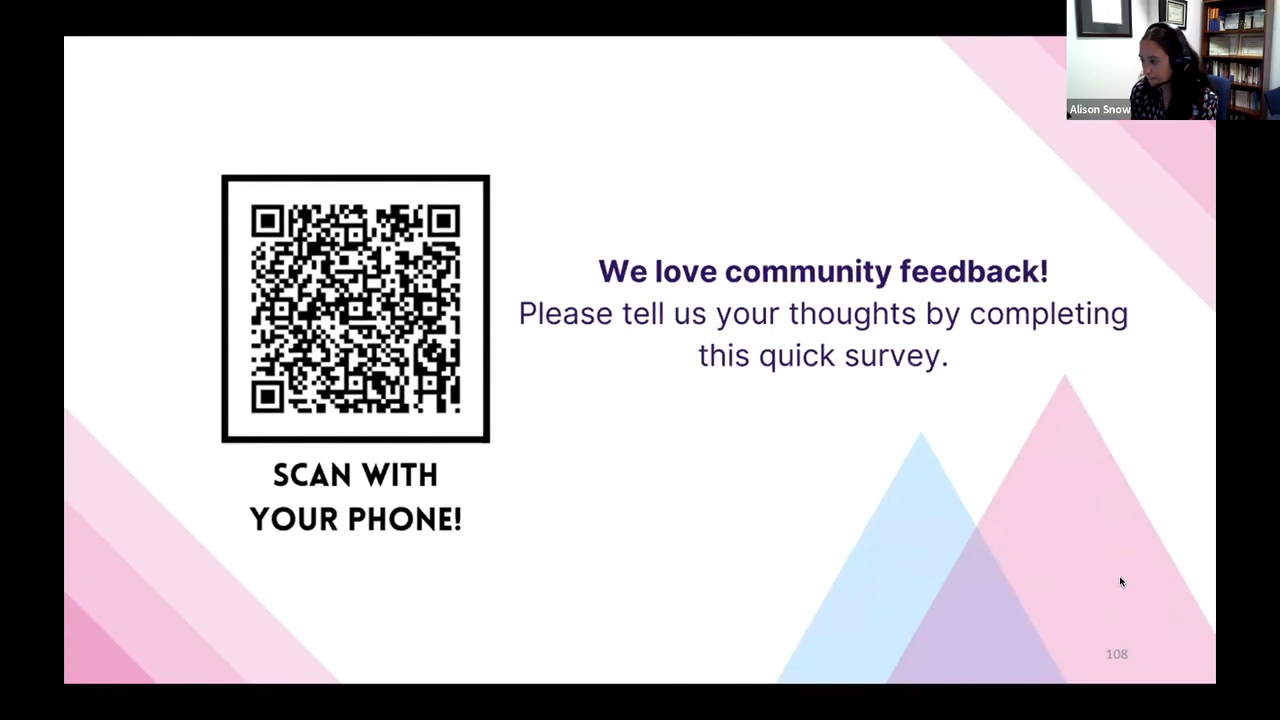 Alison Snow
We love community feedback!
Please tell us your thoughts by completing
this quick survey.
SCAN WITH
YOUR PHONE!
108